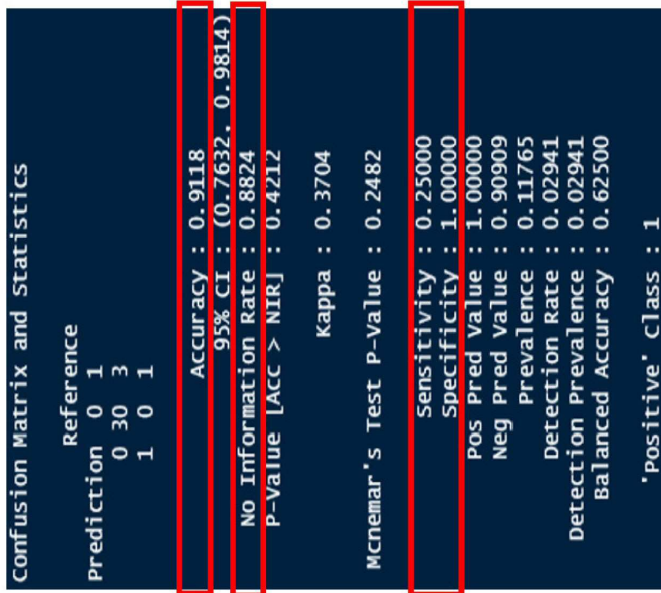 Confusion Matrix and Statistics
Reference
Prediction 0 1
0 30 3
1 0 1
Accuracy : 0.9118
95% CI : (0.7632, 0.9814)
No Information Rate : 0.8824
P-Value [Acc > NIR] : 0.4212
Kappa : 0.3704
Mcnemar's Test P-Value : 0.2482
Sensitivity : 0.25000
Specificity : 1.00000
Pos Pred Value : 1.00000
Neg Pred Value : 0.90909
Prevalence : 0.11765
Detection Rate : 0.02941
Detection Prevalence : 0.02941
Balanced Accuracy : 0.62500
'Positive' Class : 1